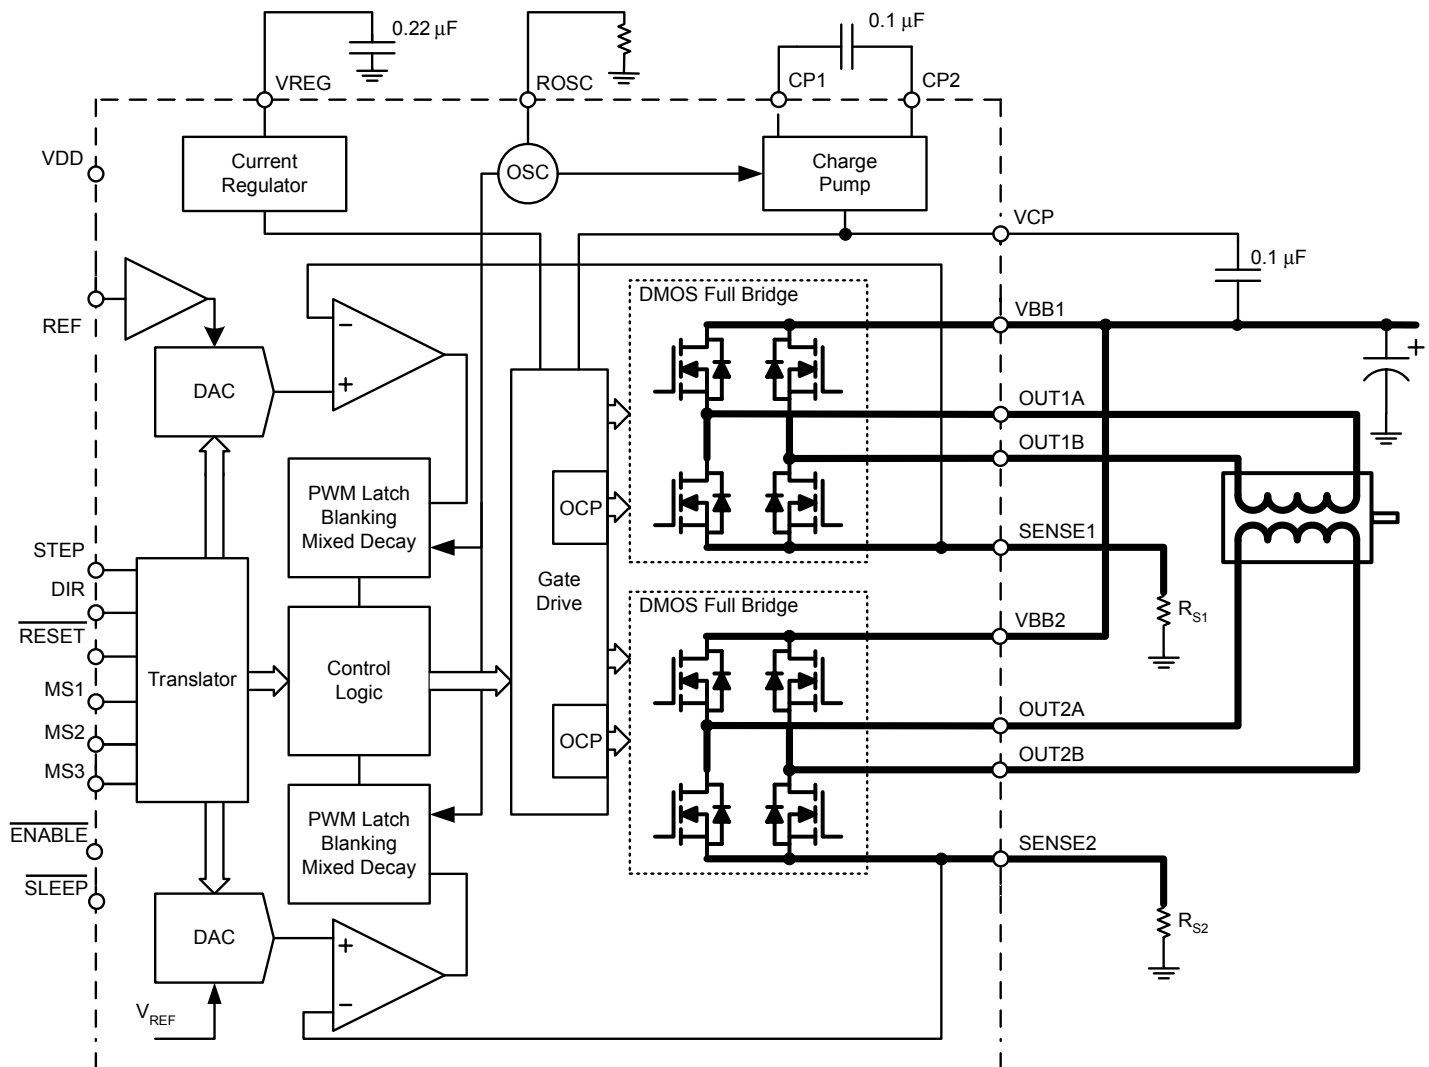 0.22 µF
0.1 µF
VREG
ROSC
CP1
CP2
VDD
Current
Regulator
OSC
Charge
Pump
VCP
0.1 µF
REF
DMOS Full Bridge
VBB1
−
+
+
DAC
OUT1A
OUT1B
PWM Latch
Blanking
Mixed Decay
OCP
STEP
DIR
RESET
MS1
MS2
MS3
SENSE1
Gate
Drive
DMOS Full Bridge
RS1
VBB2
Translator
Control
Logic
OUT2A
OCP
OUT2B
PWM Latch
Blanking
Mixed Decay
ENABLE
SLEEP
SENSE2
DAC
+
−
RS2
VREF